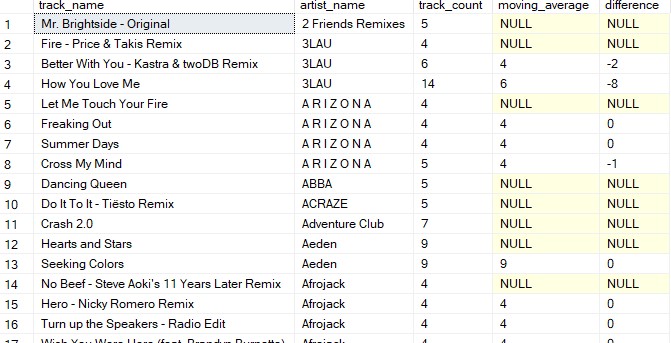 track_name artist_name track_count moving_average difference
1 Mr. Brightside - Original 2 Friends Remixes 5 NULL NULL
2 Fire - Price & Takis Remix 3LAU 4 NULL NULL
3 Better With You - Kastra & twoDB Remix 3LAU 6 4 -2
4 How You Love Me 3LAU 14 6 -8
5 Let Me Touch Your Fire A R I Z O N A 4 NULL NULL
6 Freaking Out A R I Z O N A 4 4 0
7 Summer Days A R I Z O N A 4 4 0
8 Cross My Mind A R I Z O N A 5 4 -1
9 Dancing Queen ABBA 5 NULL NULL
10 Do It To It - Tiësto Remix ACRAZE 5 NULL NULL
11 Crash 2.0 Adventure Club 7 NULL NULL
12 Hearts and Stars Aeden 9 NULL NULL
13 Seeking Colors Aeden 9 9 0
14 No Beef - Steve Aoki's 11 Years Later Remix Afrojack 4 NULL NULL
15 Hero - Nicky Romero Remix Afrojack 4 4 0
16 Turn up the Speakers - Radio Edit Afrojack 4 4 0